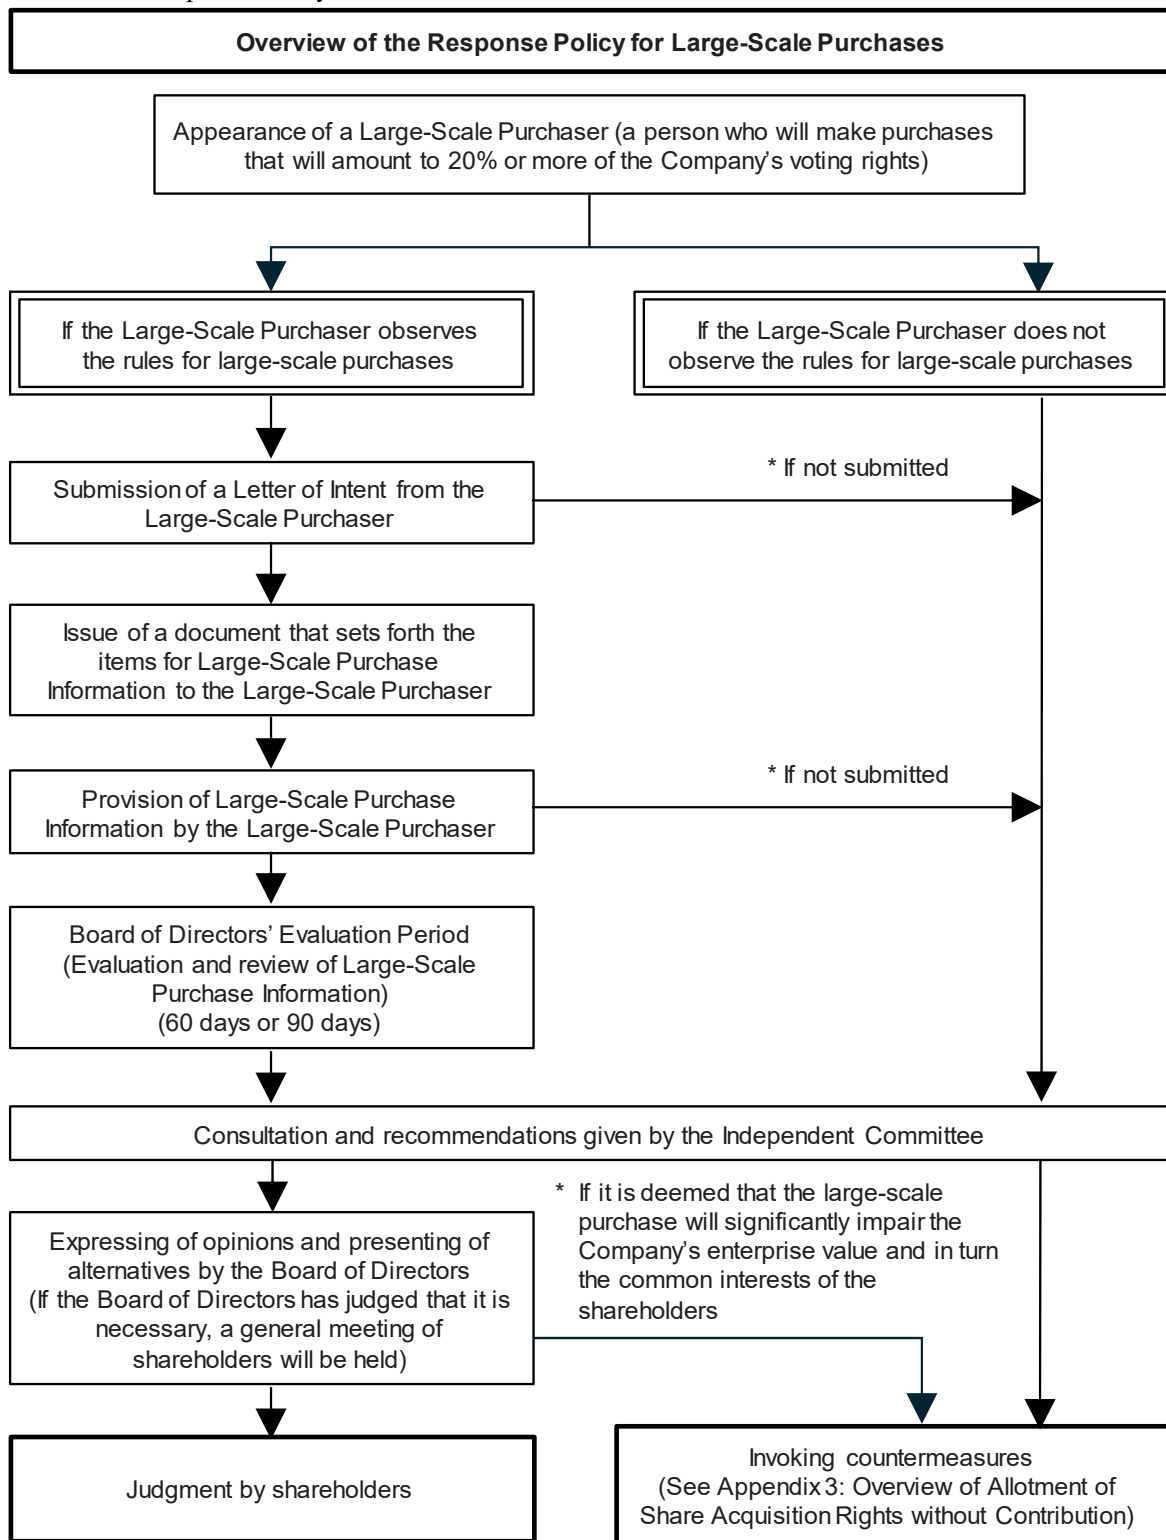 Overview of the Response Policy for Large-Scale Purchases
Appearance of a Large-Scale Purchaser (a person who will make purchases
that will amount to 20% or more of the Company’s voting rights)
If the Large-Scale Purchaser observes
the rules for large-scale purchases
If the Large-Scale Purchaser does not
observe the rules for large-scale purchases
* If not submitted
Submission of a Letter of Intent from the
Large-Scale Purchaser
Issue of a document that sets forth the
items for Large-Scale Purchase
Information to the Large-Scale Purchaser
* If not submitted
Provision of Large-Scale Purchase
Information by the Large-Scale Purchaser
Board of Directors’ Evaluation Period
(Evaluation and review of Large-Scale
Purchase Information)
(60 days or 90 days)
Consultation and recommendations given by the Independent Committee
* If it is deemed that the large-scale
purchase will significantly impair the
Company’s enterprise value and in turn
the common interests of the
shareholders
Expressing of opinions and presenting of
alternatives by the Board of Directors
(If the Board of Directors has judged that it is
necessary, a general meeting of
shareholders will be held)
Judgment by shareholders
Invoking countermeasures
(See Appendix 3: Overview of Allotment of
Share Acquisition Rights without Contribution)